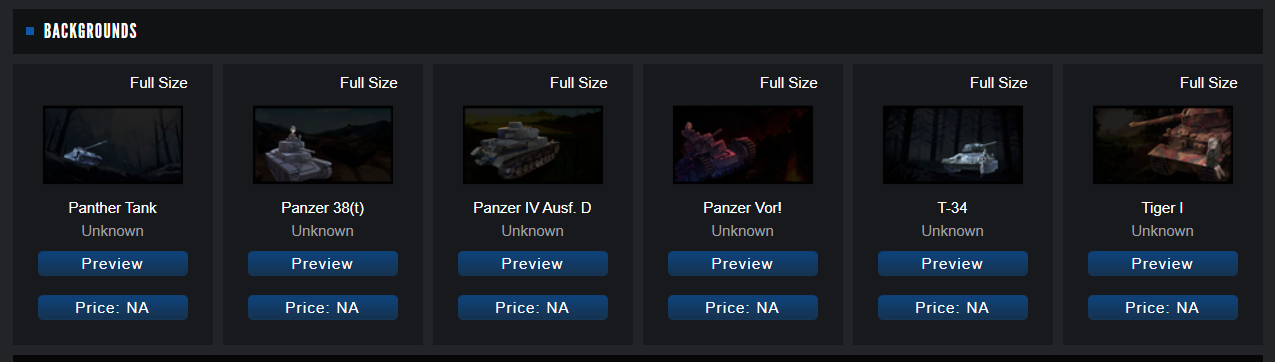 BACKGROUNDS
Full Size
Panther Tank
Unknown
Preview
Price: NA
Full Size
Panzer 38(t)
Unknown
Preview
Price: NA
Full Size
Panzer IV Ausf. D
Unknown
Preview
Price: NA
Full Size
Panzer Vor!
Unknown
Preview
Price: NA
Full Size
T-34
Unknown
Preview
Price: NA
Full Size
Tiger I
Unknown
Preview
Price: NA